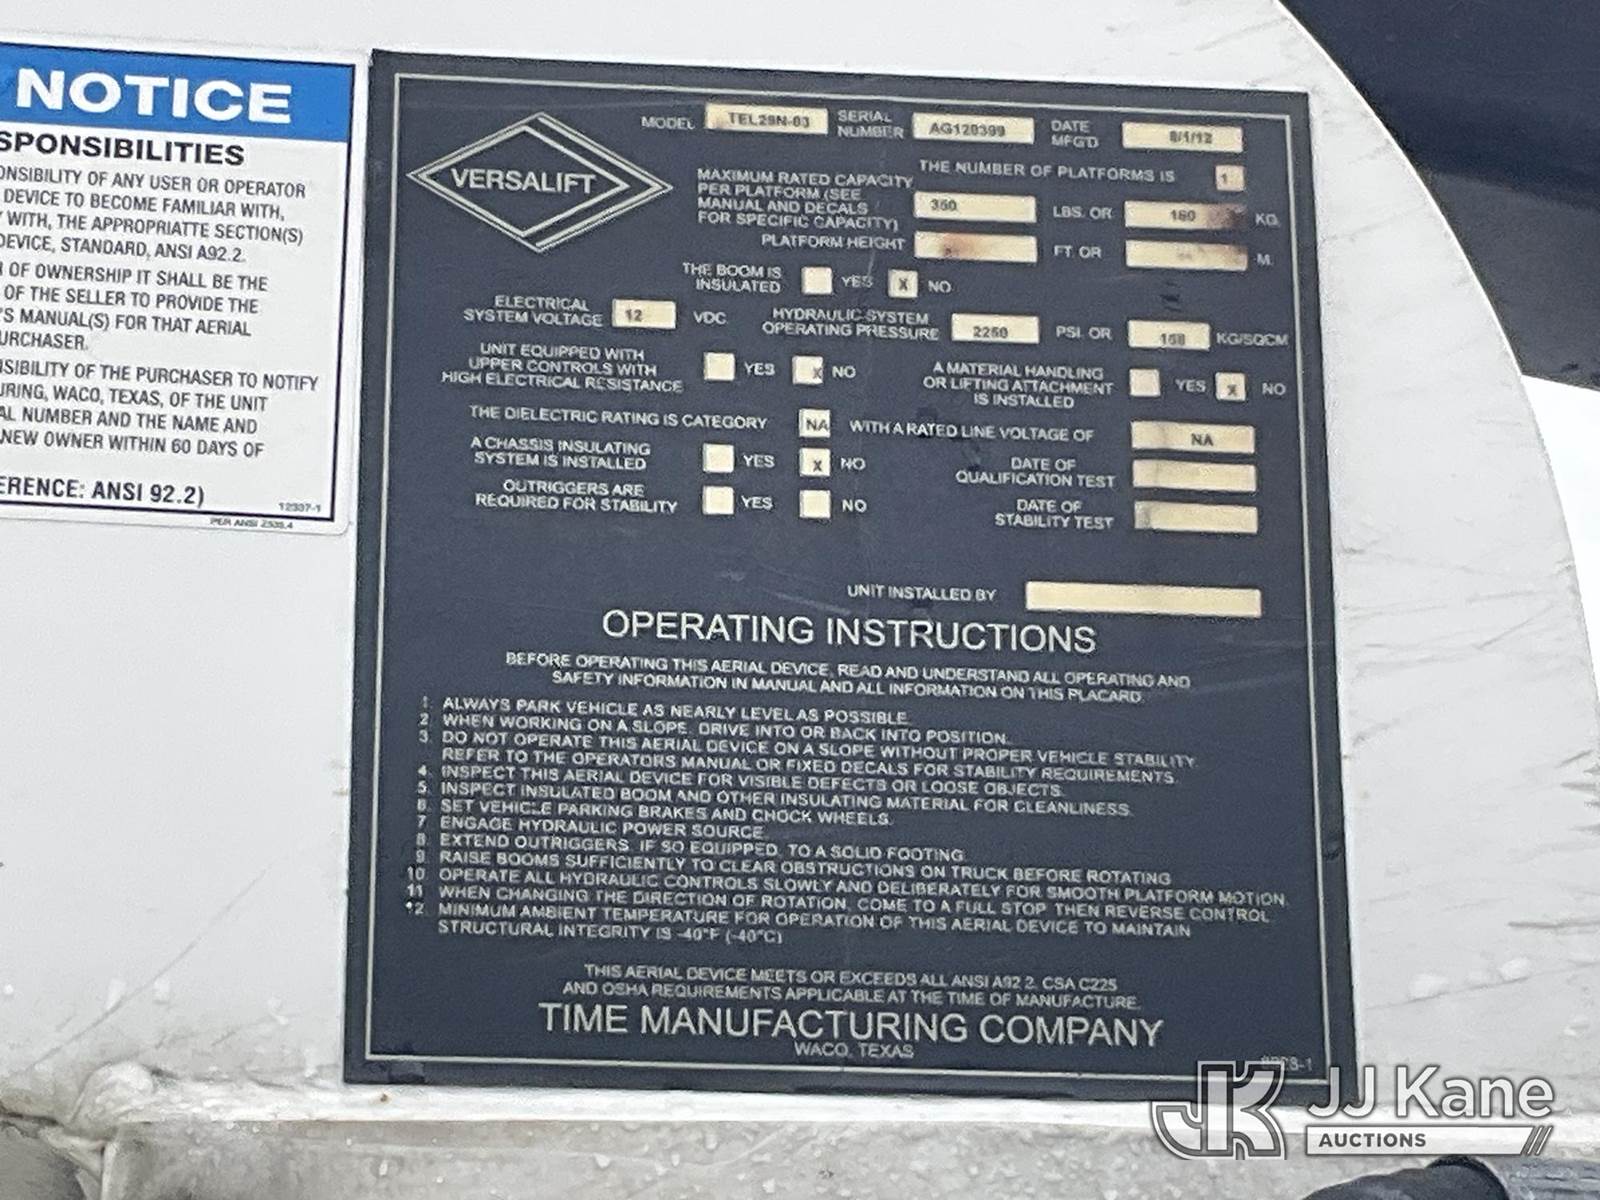 NOTICE
SPONSIBILITIES
ONSIBILITY OF ANY USER OR OPERATOR
DEVICE TO BECOME FAMILIAR WITH,
WITH, THE APPROPRIATTE SECTION(S)
DEVICE, STANDARD, ANSI A92.2.
OF OWNERSHIP IT SHALL BE THE
OF THE SELLER TO PROVIDE THE
'S MANUAL(S) FOR THAT AERIAL
URCHASER.
NSIBILITY OF THE PURCHASER TO NOTIFY
URING, WACO, TEXAS, OF THE UNIT
AL NUMBER AND THE NAME AND
NEW OWNER WITHIN 60 DAYS OF
ERENCE: ANSI 92.2)
12307-1
PER ANSI Z535.4
VERSALIFT
MODEL TEL29N-03 SERIAL NUMBER AG120399 DATE MFG'D 8/1/12
THE NUMBER OF PLATFORMS IS 1
MAXIMUM RATED CAPACITY
PER PLATFORM (SEE
MANUAL AND DECALS
FOR SPECIFIC CAPACITY) 350 LBS. OR 160 KG.
PLATFORM HEIGHT FT. OR M.
THE BOOM IS
INSULATED YES X NO
ELECTRICAL
SYSTEM VOLTAGE 12 VDC.
HYDRAULIC SYSTEM
OPERATING PRESSURE 2250 PSI. OR 158 KG/SQCM
UNIT EQUIPPED WITH
UPPER CONTROLS WITH
HIGH ELECTRICAL RESISTANCE YES X NO
A MATERIAL HANDLING
OR LIFTING ATTACHMENT
IS INSTALLED YES X NO
THE DIELECTRIC RATING IS CATEGORY NA WITH A RATED LINE VOLTAGE OF NA
A CHASSIS INSULATING
SYSTEM IS INSTALLED YES X NO
DATE OF
QUALIFICATION TEST
OUTRIGGERS ARE
REQUIRED FOR STABILITY YES NO
DATE OF
STABILITY TEST
UNIT INSTALLED BY
OPERATING INSTRUCTIONS
BEFORE OPERATING THIS AERIAL DEVICE, READ AND UNDERSTAND ALL OPERATING AND
SAFETY INFORMATION IN MANUAL AND ALL INFORMATION ON THIS PLACARD.
1. ALWAYS PARK VEHICLE AS NEARLY LEVEL AS POSSIBLE.
2. WHEN WORKING ON A SLOPE, DRIVE INTO OR BACK INTO POSITION.
3. DO NOT OPERATE THIS AERIAL DEVICE ON A SLOPE WITHOUT PROPER VEHICLE STABILITY.
REFER TO THE OPERATORS MANUAL OR FIXED DECALS FOR STABILITY REQUIREMENTS.
4. INSPECT THIS AERIAL DEVICE FOR VISIBLE DEFECTS OR LOOSE OBJECTS.
5. INSPECT INSULATED BOOM AND OTHER INSULATING MATERIAL FOR CLEANLINESS.
6. SET VEHICLE PARKING BRAKES AND CHOCK WHEELS.
7. ENGAGE HYDRAULIC POWER SOURCE.
8. EXTEND OUTRIGGERS, IF SO EQUIPPED, TO A SOLID FOOTING.
9. RAISE BOOMS SUFFICIENTLY TO CLEAR OBSTRUCTIONS ON TRUCK BEFORE ROTATING.
10. OPERATE ALL HYDRAULIC CONTROLS SLOWLY AND DELIBERATELY FOR SMOOTH PLATFORM MOTION.
11. WHEN CHANGING THE DIRECTION OF ROTATION, COME TO A FULL STOP, THEN REVERSE CONTROL.
12. MINIMUM AMBIENT TEMPERATURE FOR OPERATION OF THIS AERIAL DEVICE TO MAINTAIN
STRUCTURAL INTEGRITY IS -40°F (-40°C)
THIS AERIAL DEVICE MEETS OR EXCEEDS ALL ANSI A92.2, CSA C225
AND OSHA REQUIREMENTS APPLICABLE AT THE TIME OF MANUFACTURE.
TIME MANUFACTURING COMPANY
WACO, TEXAS
JJ Kane
AUCTIONS